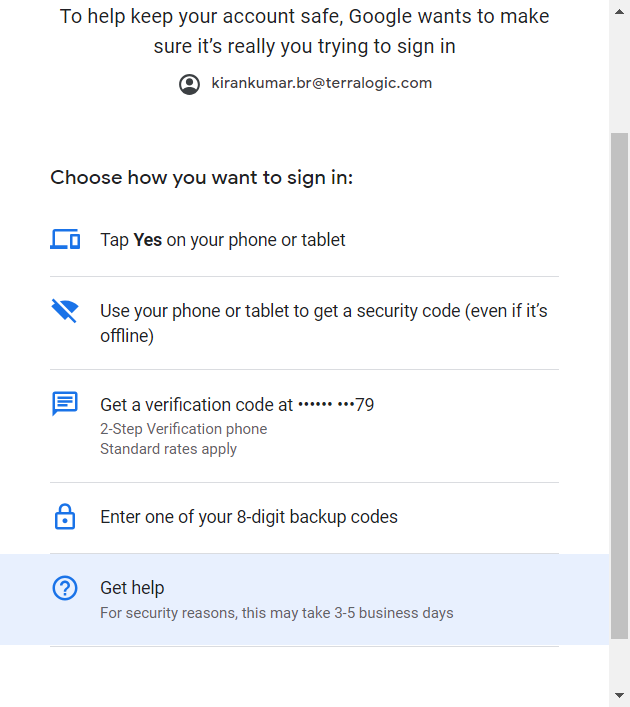 To help keep your account safe, Google wants to make
sure it’s really you trying to sign in
kirankumar.br@terralogic.com
Choose how you want to sign in:
Tap Yes on your phone or tablet
Use your phone or tablet to get a security code (even if it’s
offline)
Get a verification code at •••••• •••79
2-Step Verification phone
Standard rates apply
Enter one of your 8-digit backup codes
Get help
For security reasons, this may take 3-5 business days